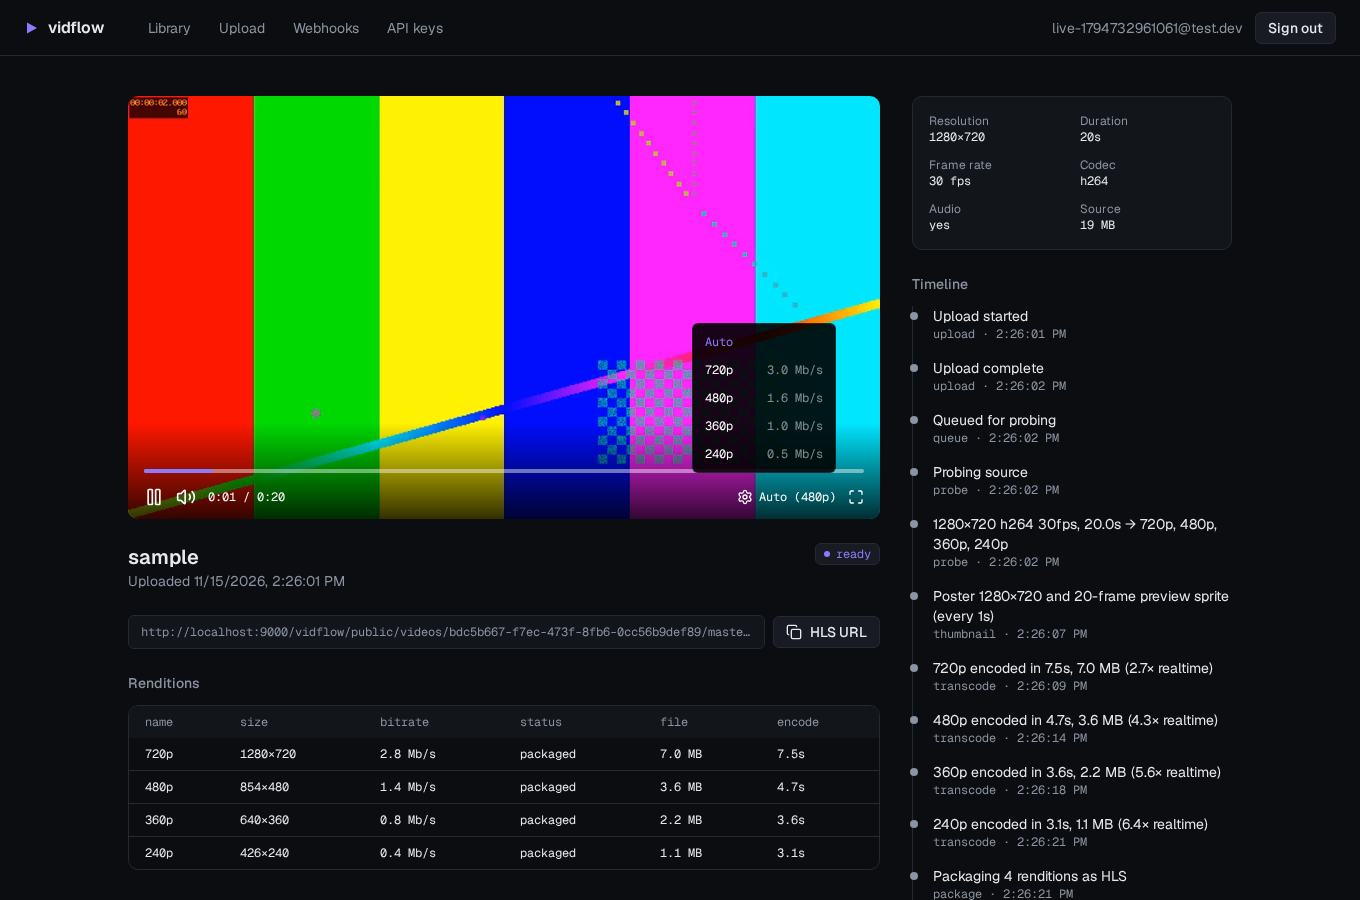 vidflow
Library
Upload
Webhooks
API keys
live-1794732961061@test.dev
Sign out
00:00:02.000
60
Auto
720p 3.0 Mb/s
480p 1.6 Mb/s
360p 1.0 Mb/s
240p 0.5 Mb/s
0:01 / 0:20
Auto (480p)
sample
ready
Uploaded 11/15/2026, 2:26:01 PM
http://localhost:9000/vidflow/public/videos/bdc5b667-f7ec-473f-8fb6-0cc56b9def89/maste…
HLS URL
Renditions
name size bitrate status file encode
720p 1280×720 2.8 Mb/s packaged 7.0 MB 7.5s
480p 854×480 1.4 Mb/s packaged 3.6 MB 4.7s
360p 640×360 0.8 Mb/s packaged 2.2 MB 3.6s
240p 426×240 0.4 Mb/s packaged 1.1 MB 3.1s
Resolution Duration
1280×720 20s
Frame rate Codec
30 fps h264
Audio Source
yes 19 MB
Timeline
Upload started
upload · 2:26:01 PM
Upload complete
upload · 2:26:02 PM
Queued for probing
queue · 2:26:02 PM
Probing source
probe · 2:26:02 PM
1280×720 h264 30fps, 20.0s → 720p, 480p,
360p, 240p
probe · 2:26:02 PM
Poster 1280×720 and 20-frame preview sprite
(every 1s)
thumbnail · 2:26:07 PM
720p encoded in 7.5s, 7.0 MB (2.7× realtime)
transcode · 2:26:09 PM
480p encoded in 4.7s, 3.6 MB (4.3× realtime)
transcode · 2:26:14 PM
360p encoded in 3.6s, 2.2 MB (5.6× realtime)
transcode · 2:26:18 PM
240p encoded in 3.1s, 1.1 MB (6.4× realtime)
transcode · 2:26:21 PM
Packaging 4 renditions as HLS
package · 2:26:21 PM